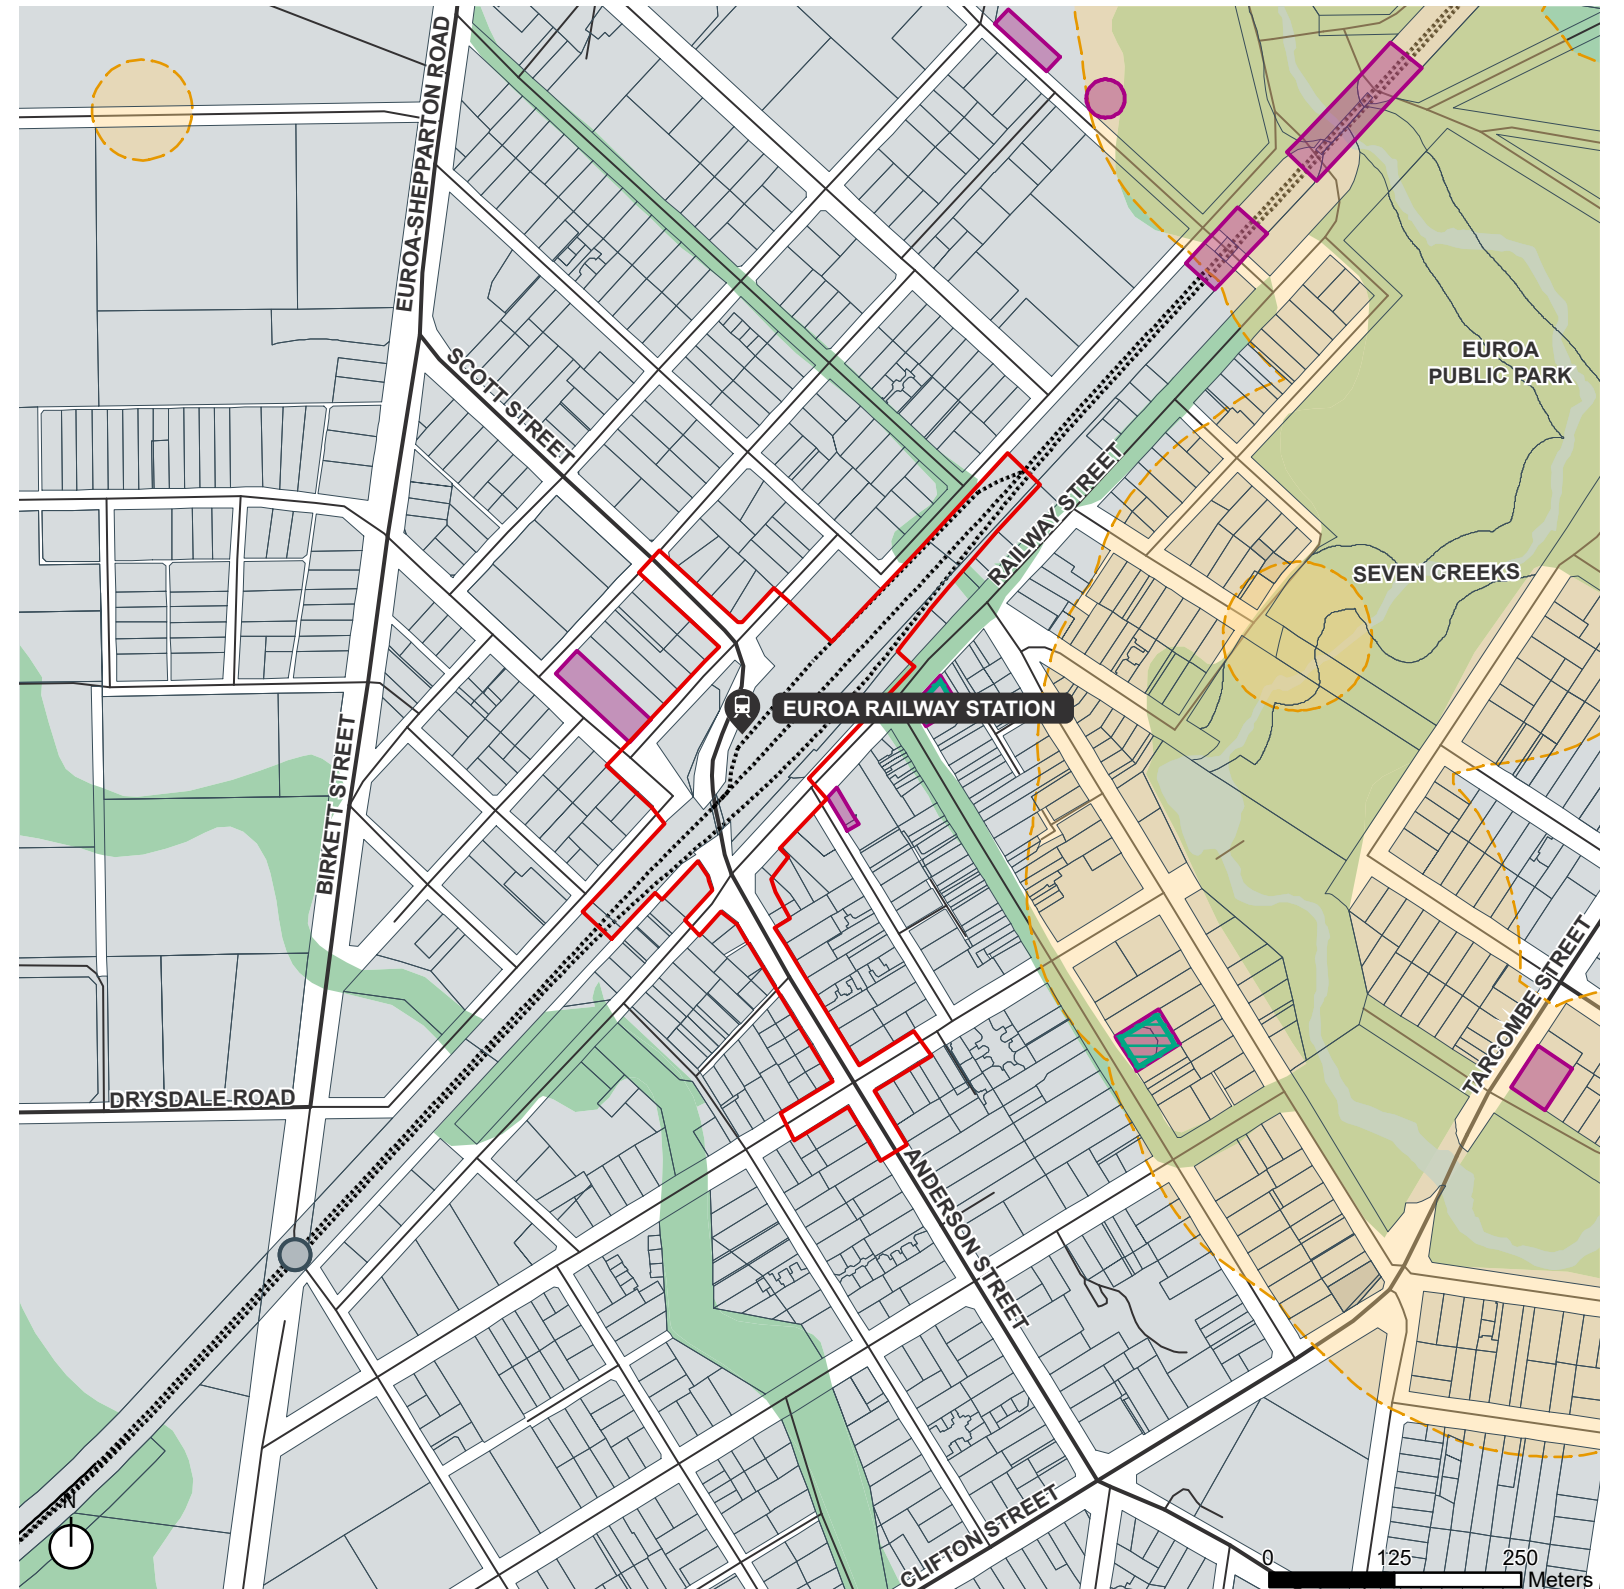 EUROA-SHEPPARTON ROAD
SCOTT STREET
EUROA
PUBLIC PARK
RAILWAY STREET
SEVEN CREEKS
EUROA RAILWAY STATION
BIRKETT STREET
TARCOMBE STREET
DRYSDALE ROAD
ANDERSON STREET
CLIFTON STREET
N
0 125 250
Meters